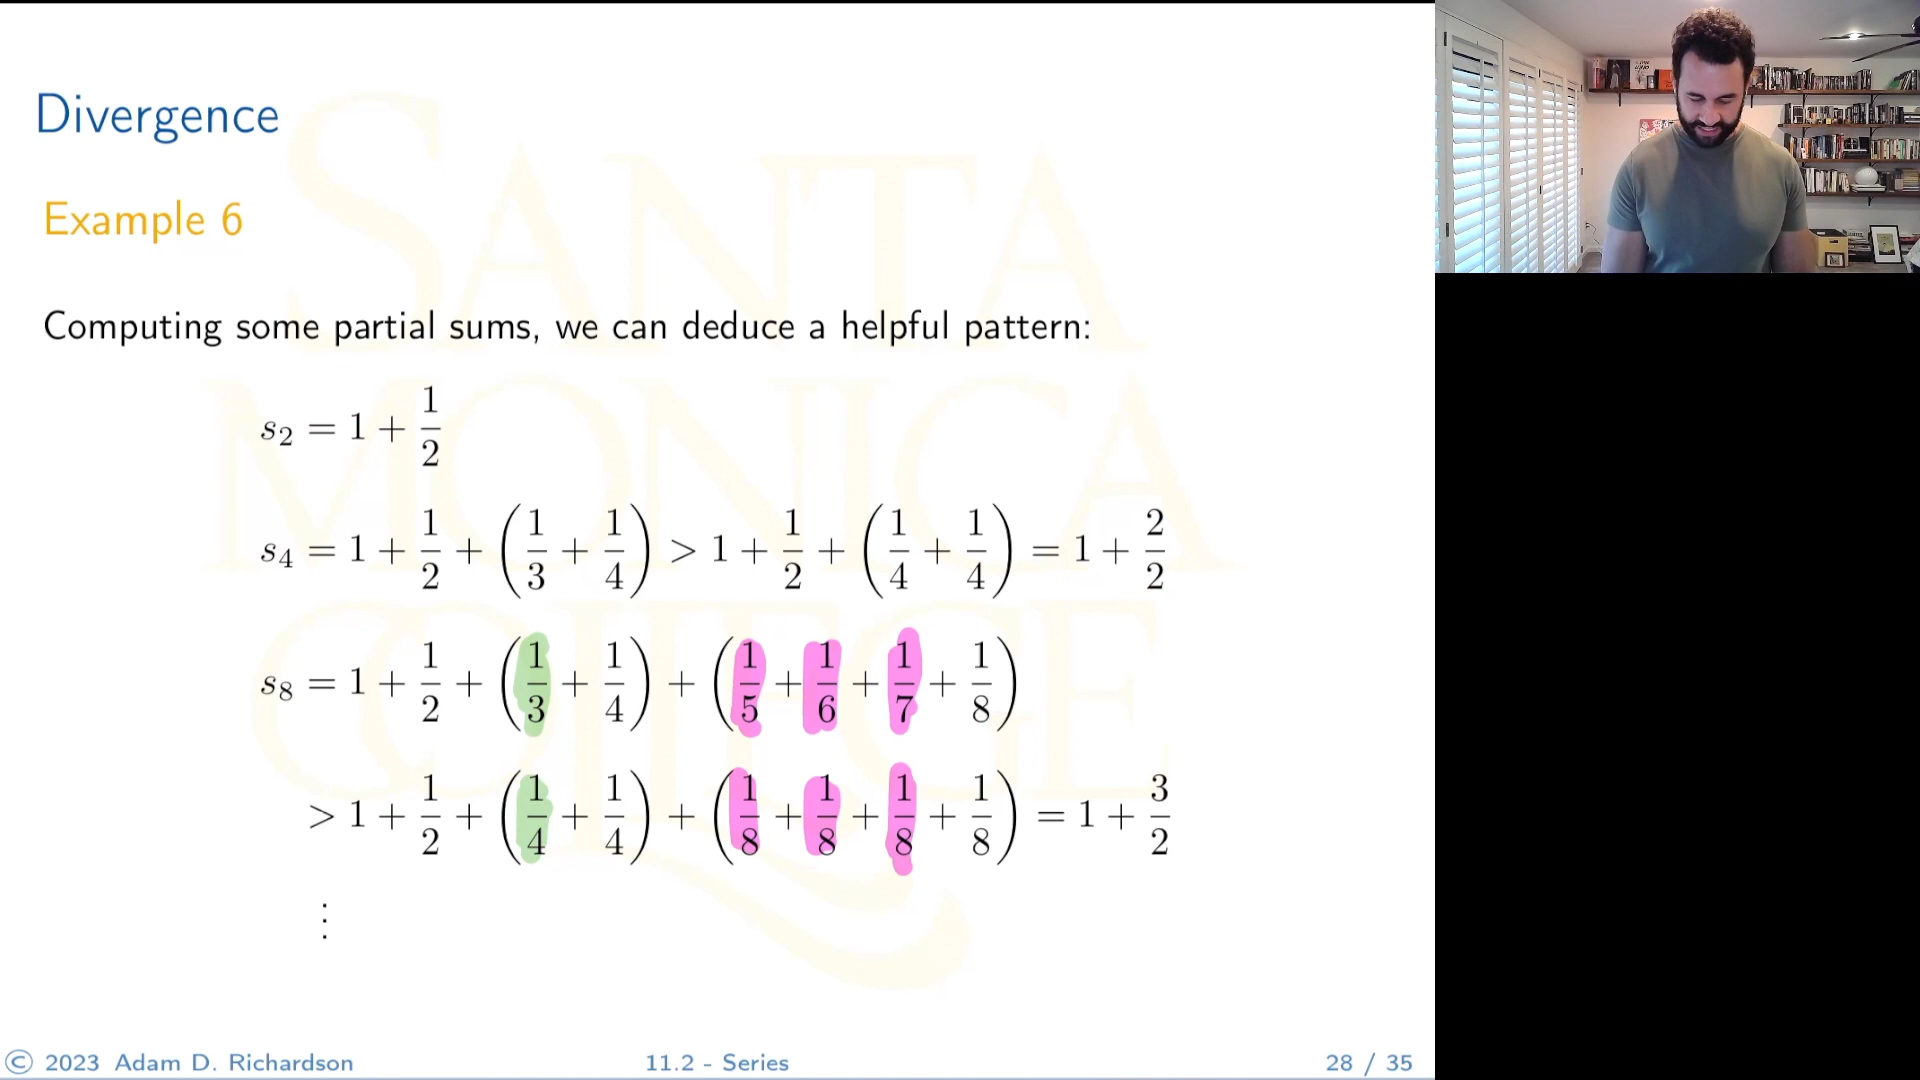 Divergence
Example 6
Computing some partial sums, we can deduce a helpful pattern:
s₂ = 1 + 1/2
s₄ = 1 + 1/2 + (1/3 + 1/4) > 1 + 1/2 + (1/4 + 1/4) = 1 + 2/2
s₈ = 1 + 1/2 + (1/3 + 1/4) + (1/5 + 1/6 + 1/7 + 1/8)
> 1 + 1/2 + (1/4 + 1/4) + (1/8 + 1/8 + 1/8 + 1/8) = 1 + 3/2
⋮
SANTA
MONICA
COLLEGE
© 2023 Adam D. Richardson 11.2 - Series 28 / 35